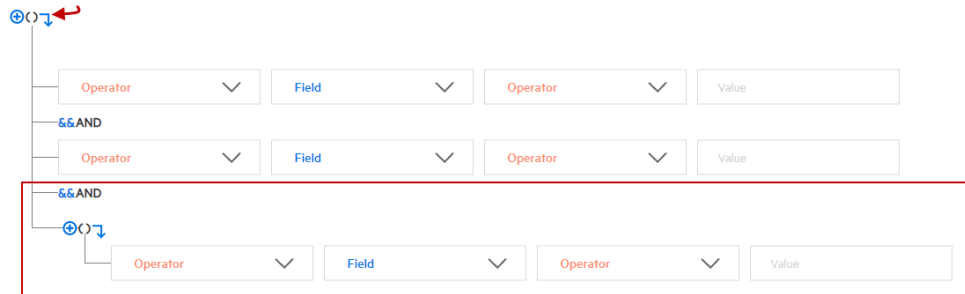 ()
Operator Field Operator Value
&&AND
Operator Field Operator Value
&&AND
()
Operator Field Operator Value